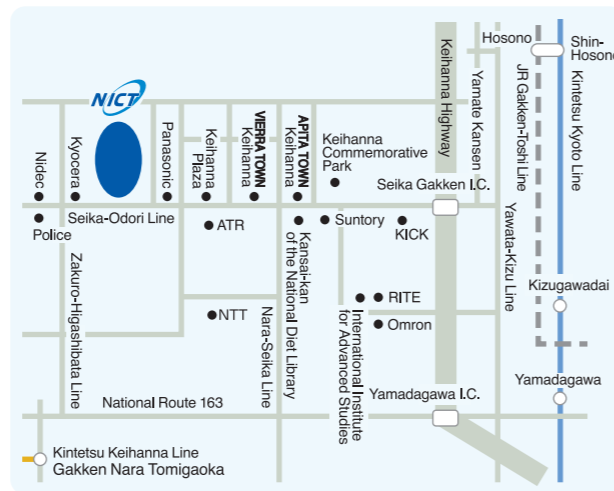 Hosono
Shin-
Hosono
NICT
Keihanna Highway
Yamate Kansen
JR Gakken-Toshi Line
Kintetsu Kyoto Line
Nidec
Kyocera
Panasonic
Keihanna
Plaza
VIERRA TOWN
Keihanna
APITA TOWN
Keihanna
Keihanna
Commemorative
Park
Seika Gakken I.C.
Police
Seika-Odori Line
ATR
Suntory
KICK
Kansai-kan
of the National Diet Library
Yawata-Kizu Line
Zakuro-Higashibata Line
NTT
Nara-Seika Line
International Institute
for Advanced Studies
RITE
Omron
Kizugawadai
Yamadagawa
Yamadagawa I.C.
National Route 163
Kintetsu Keihanna Line
Gakken Nara Tomigaoka